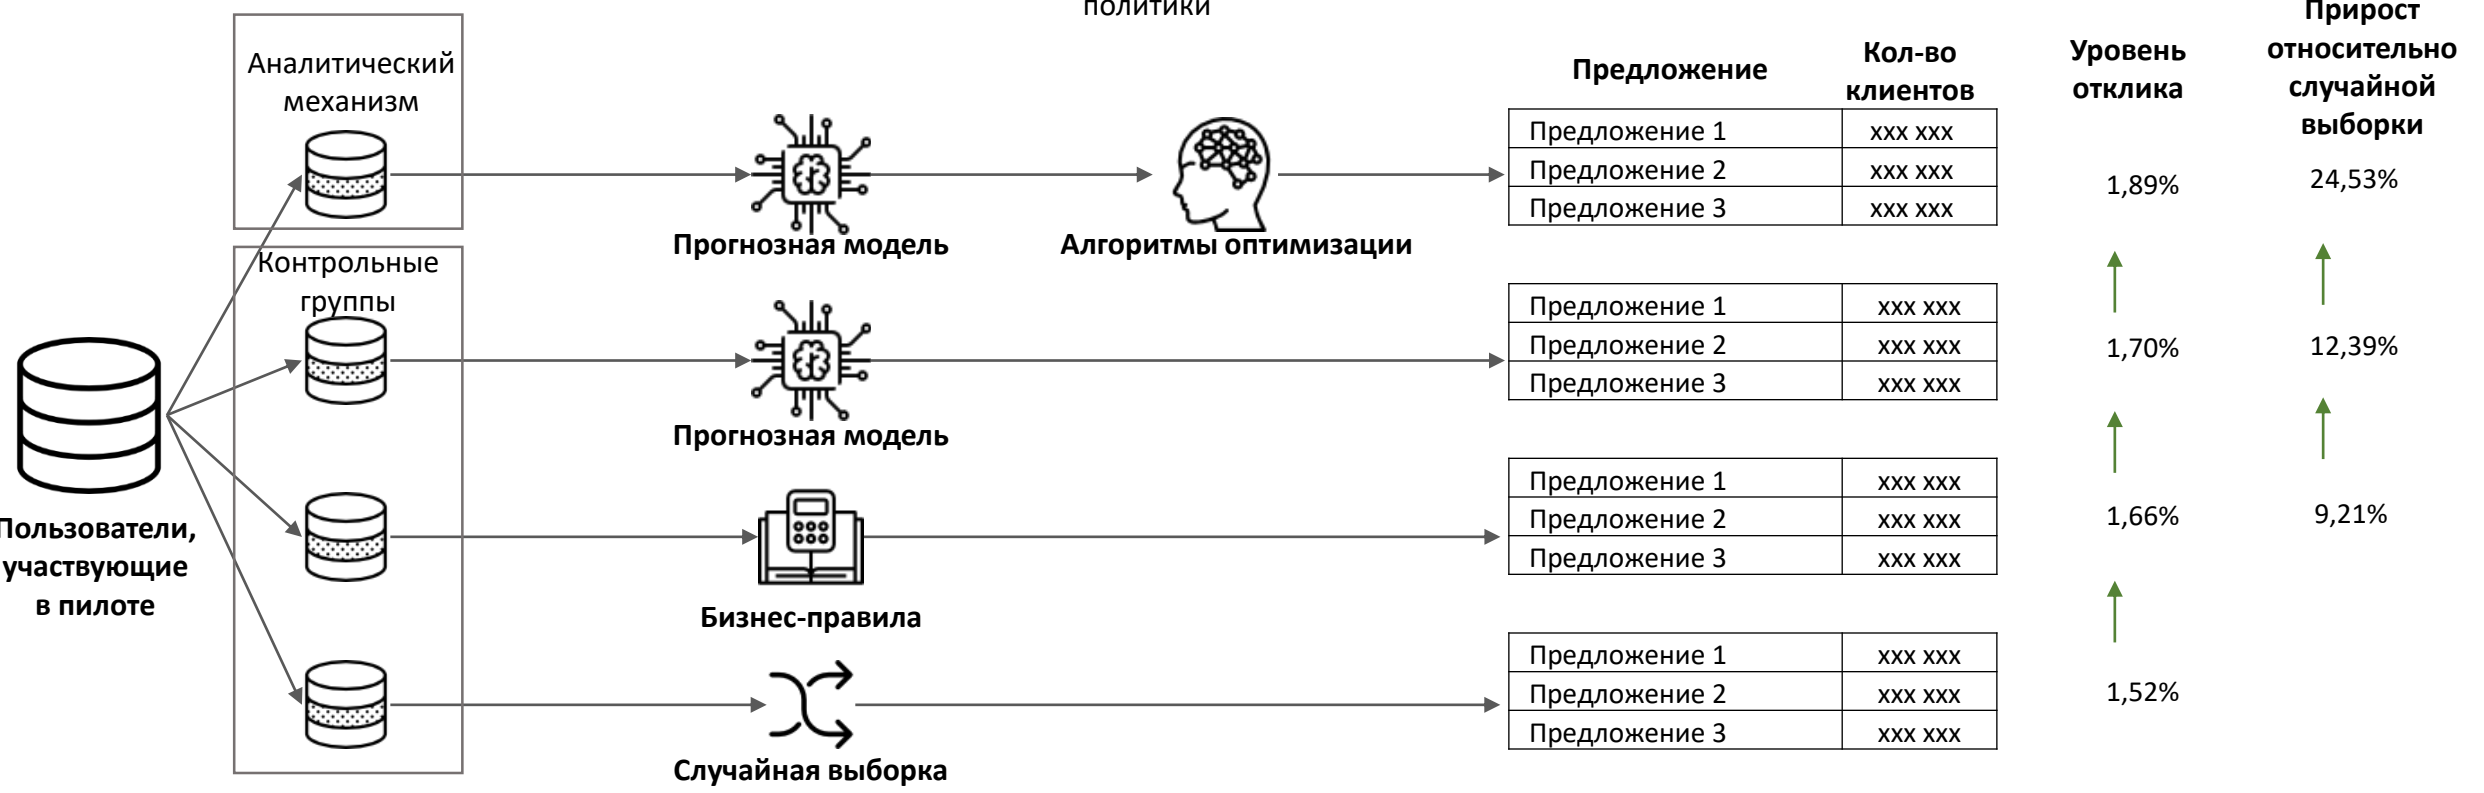 политики
Прирост
относительно
случайной
выборки
Уровень
отклика
Кол-во
клиентов
Предложение
Аналитический
механизм
Предложение 1 xxx xxx
Предложение 2 xxx xxx
Предложение 3 xxx xxx
1,89% 24,53%
Прогнозная модель
Алгоритмы оптимизации
Контрольные
группы
Предложение 1 xxx xxx
Предложение 2 xxx xxx
Предложение 3 xxx xxx
1,70% 12,39%
Прогнозная модель
Предложение 1 xxx xxx
Предложение 2 xxx xxx
Предложение 3 xxx xxx
1,66% 9,21%
Пользователи,
участвующие
в пилоте
Бизнес-правила
Предложение 1 xxx xxx
Предложение 2 xxx xxx
Предложение 3 xxx xxx
1,52%
Случайная выборка